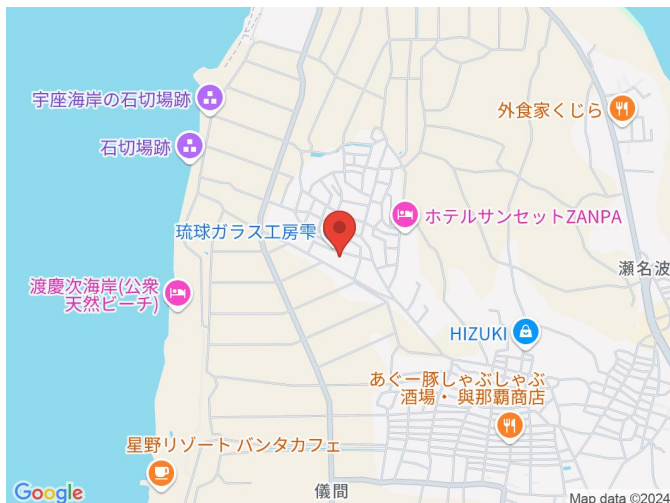 宇座海岸の石切場跡
外食家くじら
石切場跡
ホテルサンセットZANPA
琉球ガラス工房雫
瀬名波
渡慶次海岸(公衆
天然ビーチ)
HIZUKI
あぐー豚しゃぶしゃぶ
酒場・ 與那覇商店
星野リゾート バンタカフェ
儀間
Google
Map data ©2024